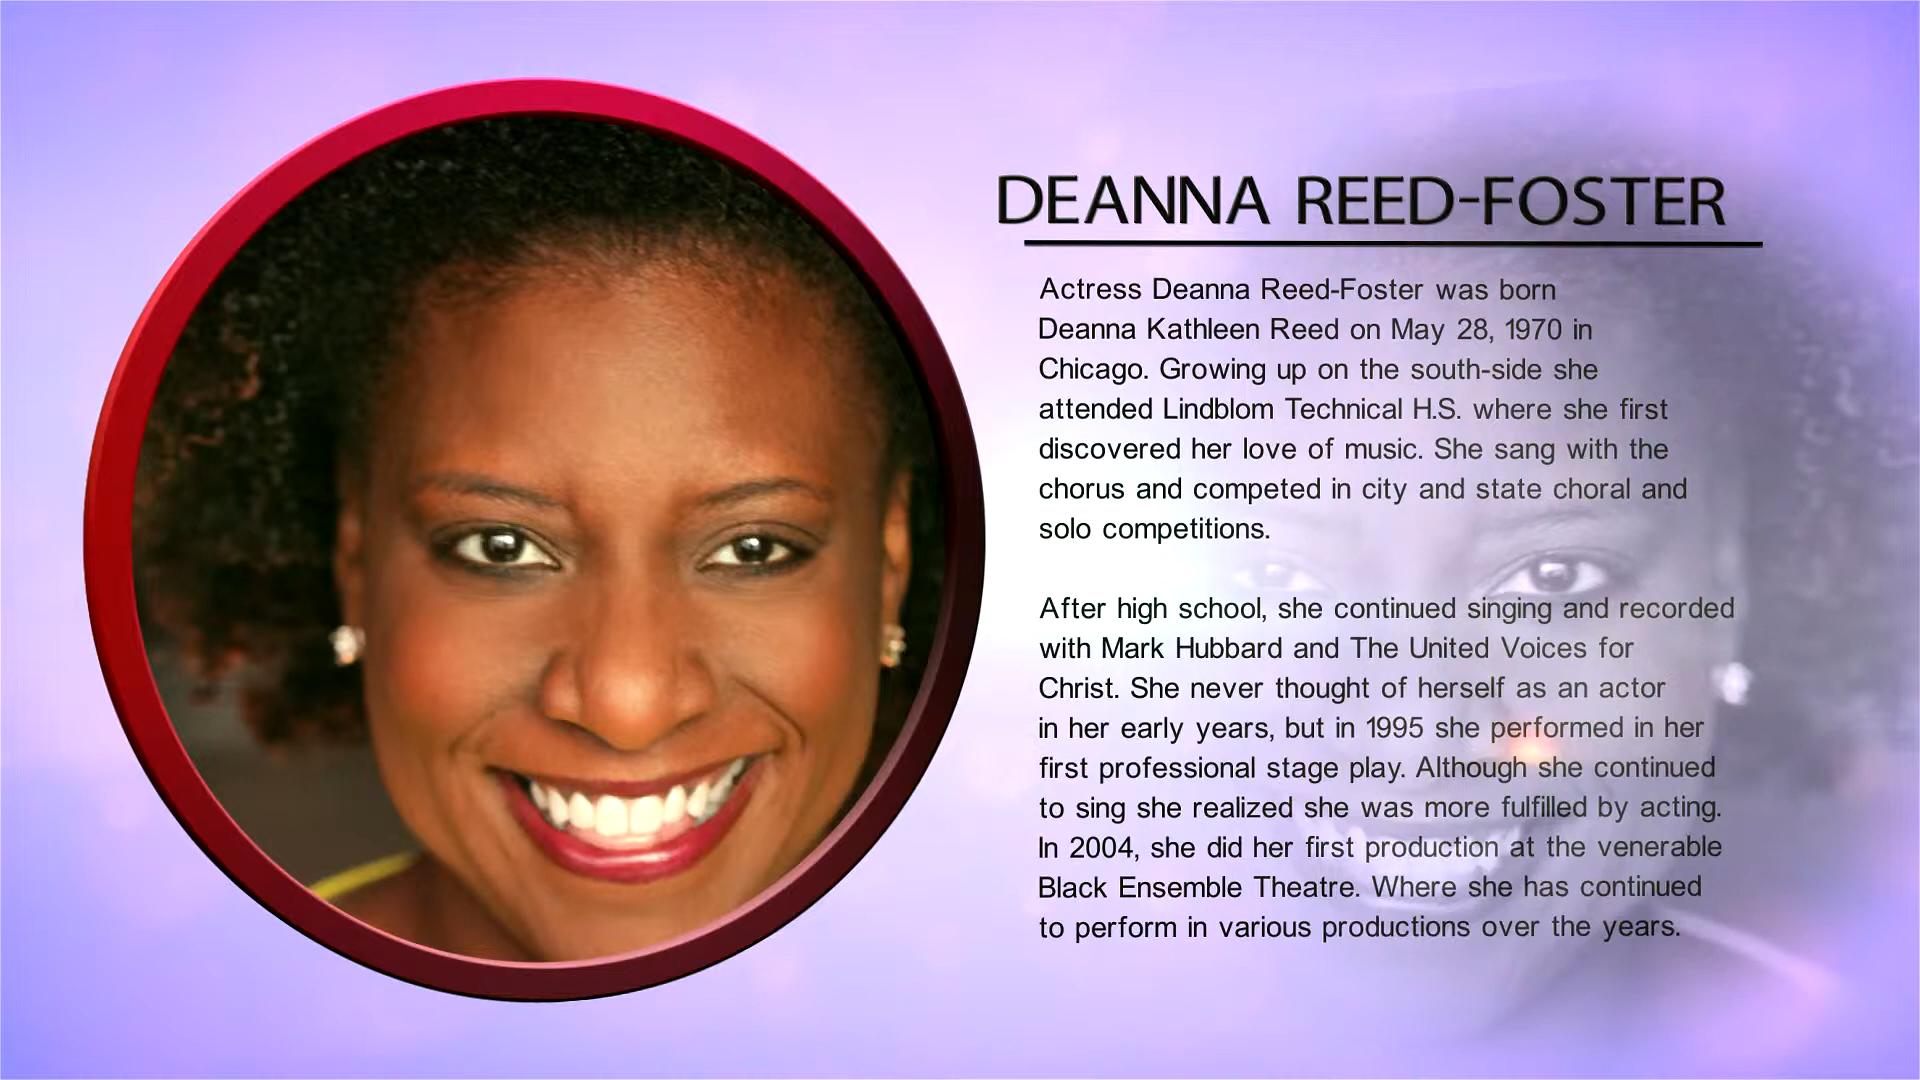 DEANNA REED-FOSTER
Actress Deanna Reed-Foster was born
Deanna Kathleen Reed on May 28, 1970 in
Chicago. Growing up on the south-side she
attended Lindblom Technical H.S. where she first
discovered her love of music. She sang with the
chorus and competed in city and state choral and
solo competitions.
After high school, she continued singing and recorded
with Mark Hubbard and The United Voices for
Christ. She never thought of herself as an actor
in her early years, but in 1995 she performed in her
first professional stage play. Although she continued
to sing she realized she was more fulfilled by acting.
In 2004, she did her first production at the venerable
Black Ensemble Theatre. Where she has continued
to perform in various productions over the years.